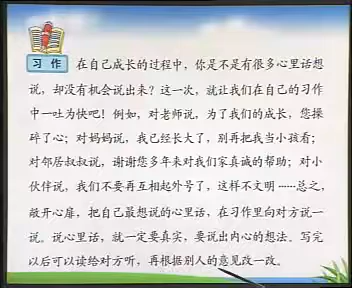 习作
在自己成长的过程中，你是不是有很多心里话想
说，却没有机会说出来？这一次，就让我们在自己的习作
中一吐为快吧！例如，对老师说，为了我们的成长，您操
碎了心；对妈妈说，我已经长大了，别再把我当小孩看；
对邻居叔叔说，谢谢您多年来对我们家真诚的帮助；对小
伙伴说，我们不要再互相起外号了，这样不文明……总之，
敞开心扉，把自己最想说的心里话，在习作里向对方说一
说。说心里话，就一定要真实，要说出内心的想法。写完
以后可以读给对方听，再根据别人的意见改一改。